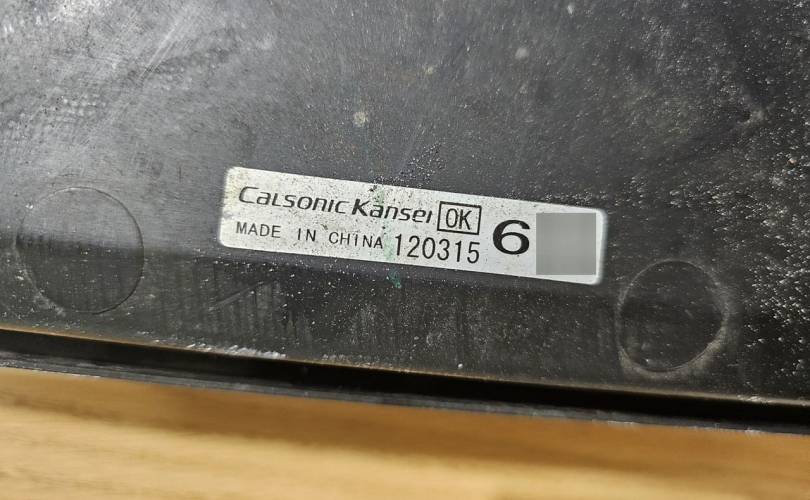 Calsonic Kansei OK 6
MADE IN CHINA 120315